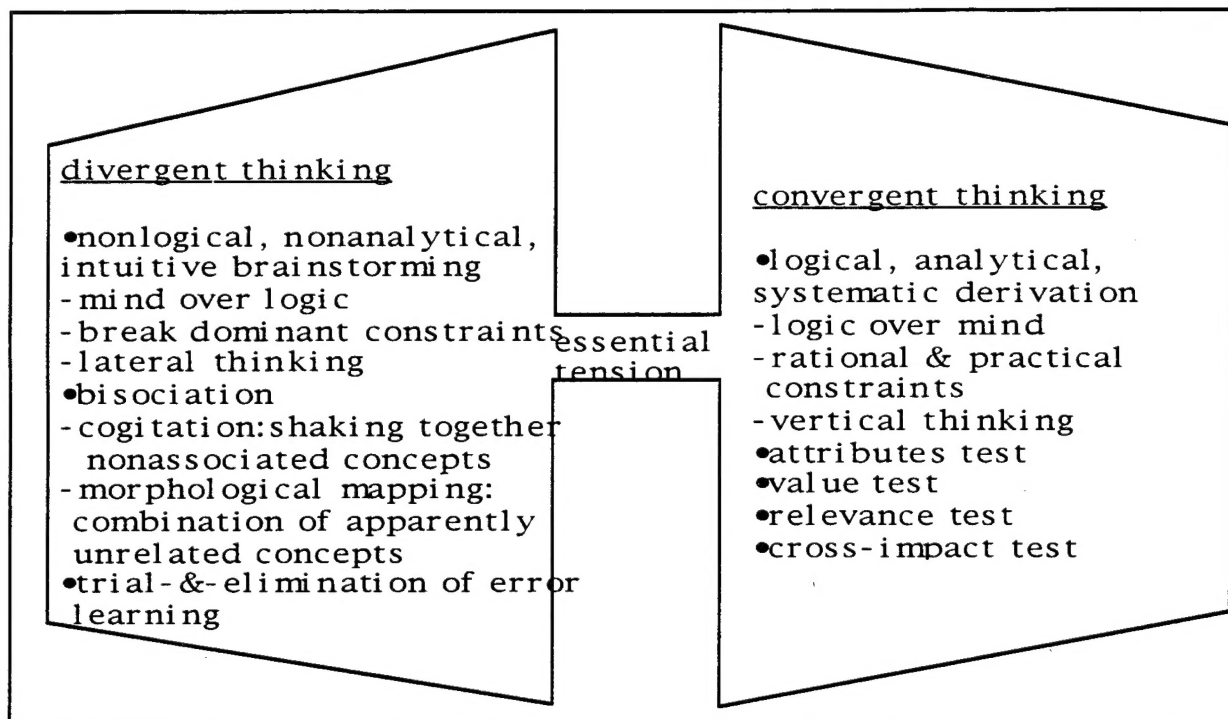 divergent thinking
•nonlogical, nonanalytical,
intuitive brainstorming
-mind over logic
-break dominant constraints
-lateral thinking
•bisociation
-cogitation:shaking together
nonassociated concepts
-morphological mapping:
combination of apparently
unrelated concepts
•trial-&-elimination of error
learning
essential
tension
convergent thinking
•logical, analytical,
systematic derivation
-logic over mind
-rational & practical
constraints
-vertical thinking
•attributes test
•value test
•relevance test
•cross-impact test